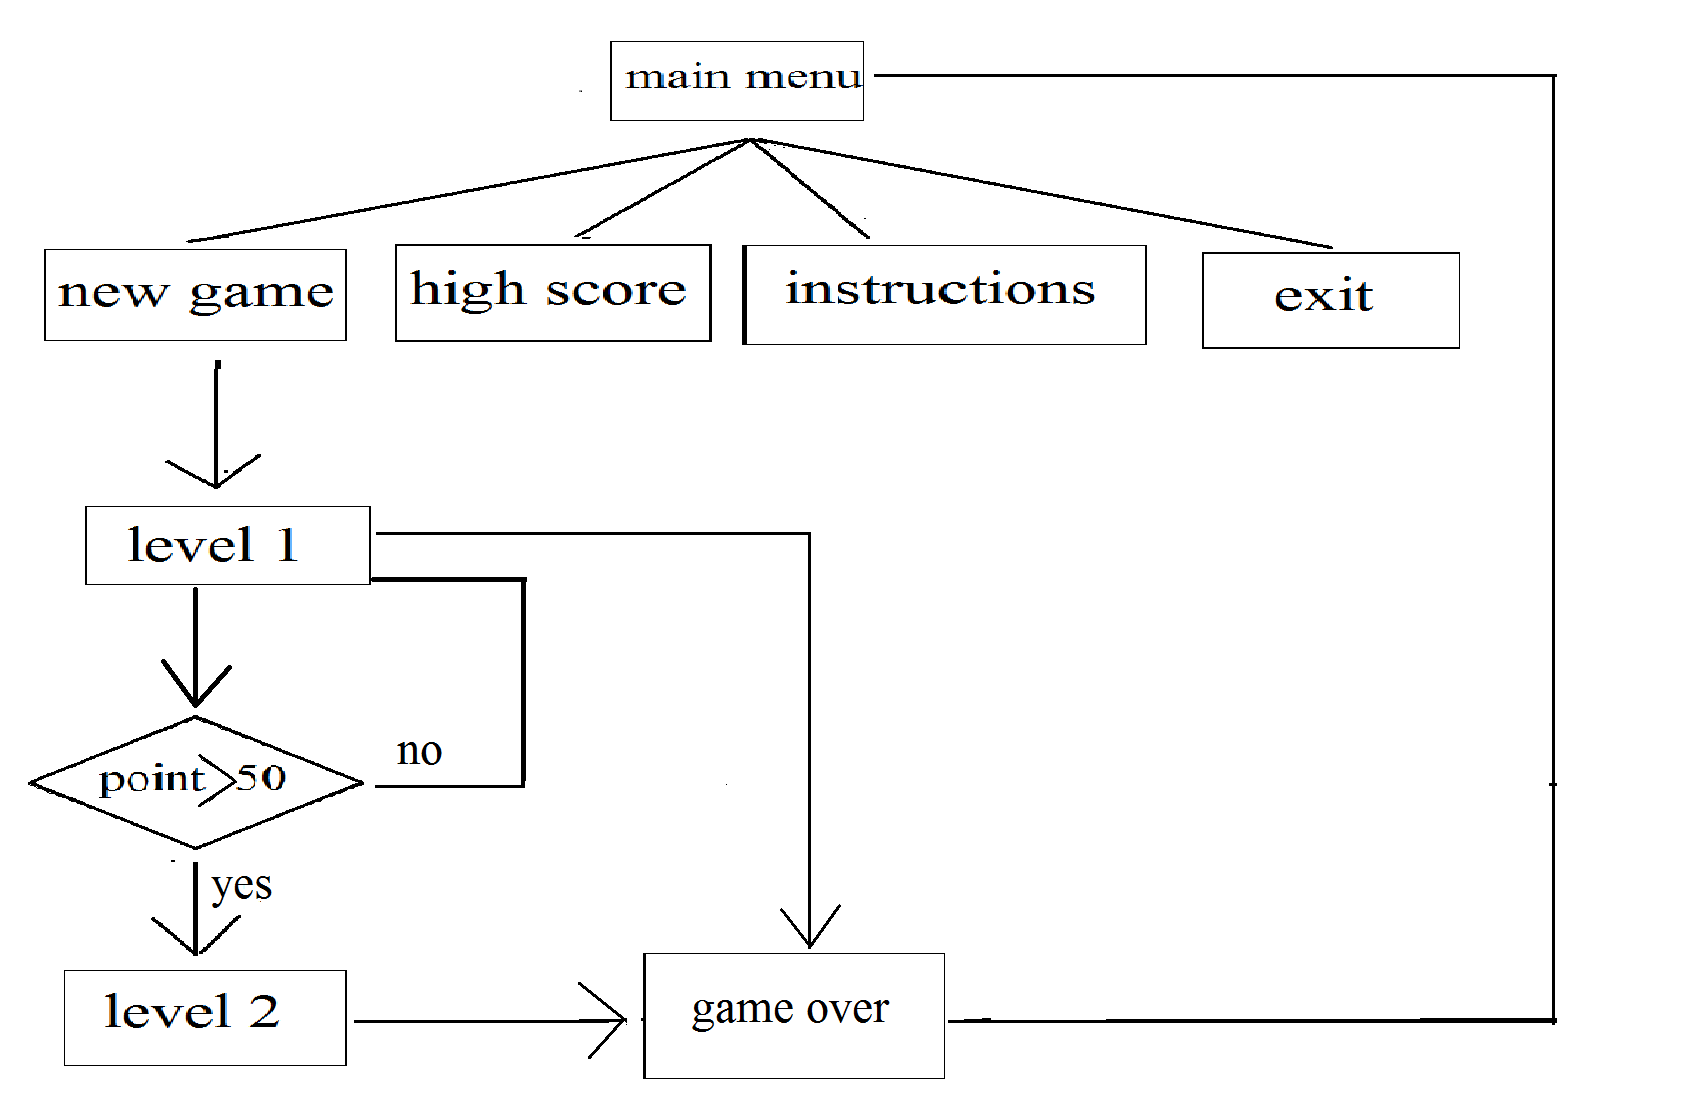 main menu
new game
high score
instructions
exit
level 1
no
point>50
yes
level 2
game over